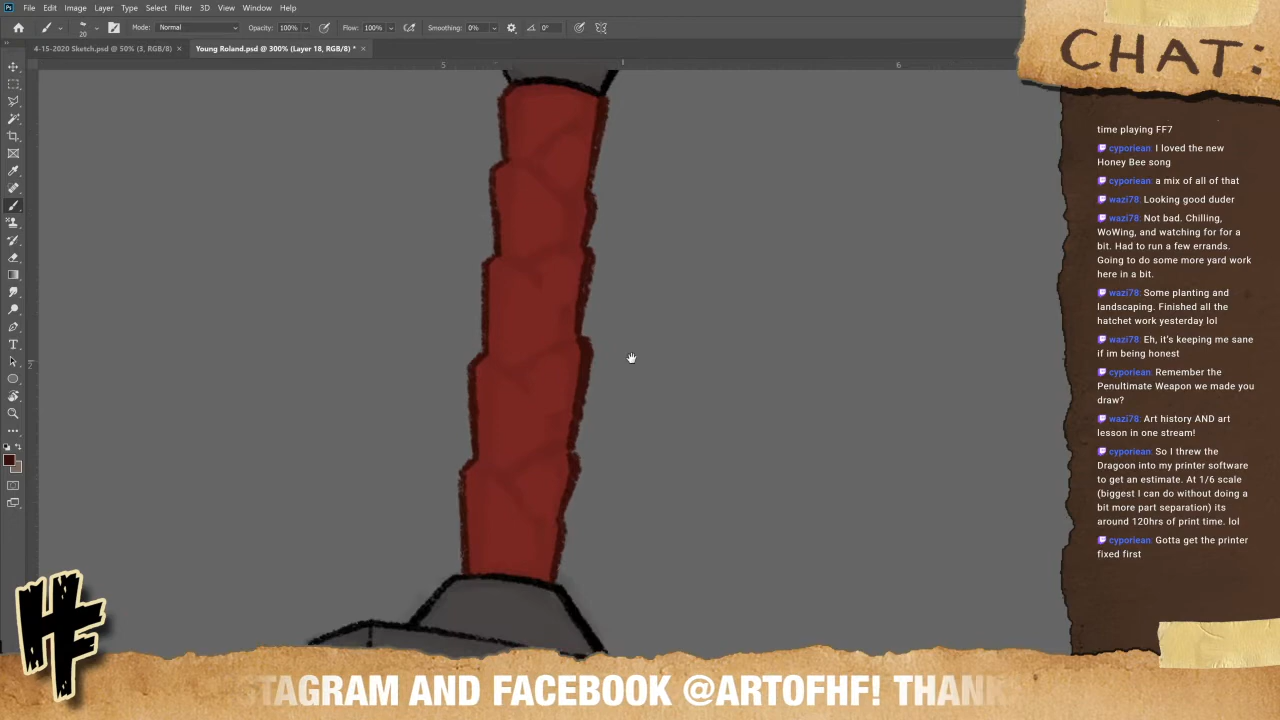 Ps File Edit Image Layer Type Select Filter 3D View Window Help
20 Mode: Normal Opacity: 100% Flow: 100% Smoothing: 0% 0°
4-15-2020 Sketch.psd @ 50% (3, RGB/8) × Young Roland.psd @ 300% (Layer 18, RGB/8) * ×
5 6
2
CHAT:
time playing FF7
cyporiean: I loved the new
Honey Bee song
cyporiean: a mix of all of that
wazi78: Looking good duder
wazi78: Not bad. Chilling,
WoWing, and watching for for a
bit. Had to run a few errands.
Going to do some more yard work
here in a bit.
wazi78: Some planting and
landscaping. Finished all the
hatchet work yesterday lol
wazi78: Eh, it's keeping me sane
if im being honest
cyporiean: Remember the
Penultimate Weapon we made you
draw?
wazi78: Art history AND art
lesson in one stream!
cyporiean: So I threw the
Dragoon into my printer software
to get an estimate. At 1/6 scale
(biggest I can do without doing a
bit more part separation) its
around 120hrs of print time. lol
cyporiean: Gotta get the printer
fixed first
HF
TAGRAM AND FACEBOOK @ARTOFHF! THANK